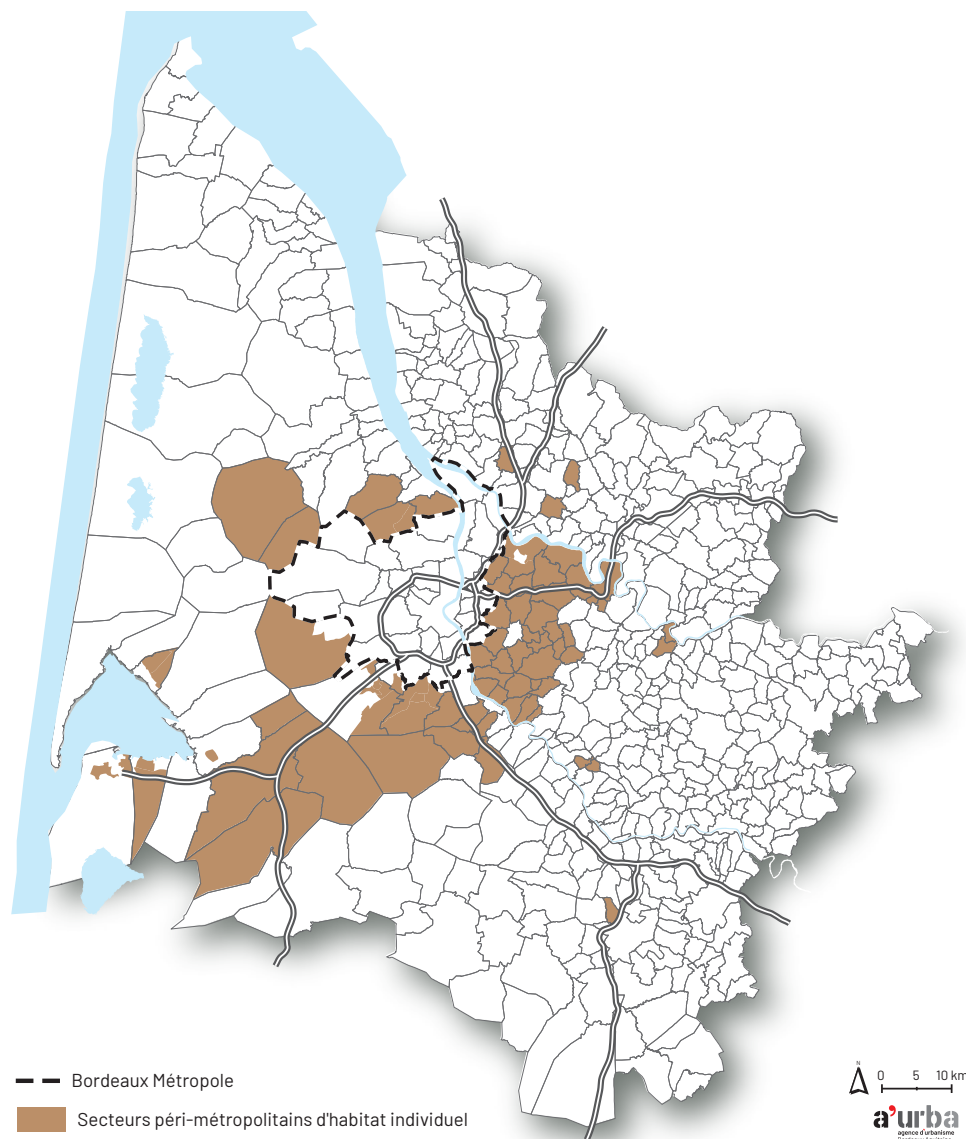 Bordeaux Métropole
Secteurs péri-métropolitains d'habitat individuel
N
0 5 10 km
a'urba
agence d'urbanisme